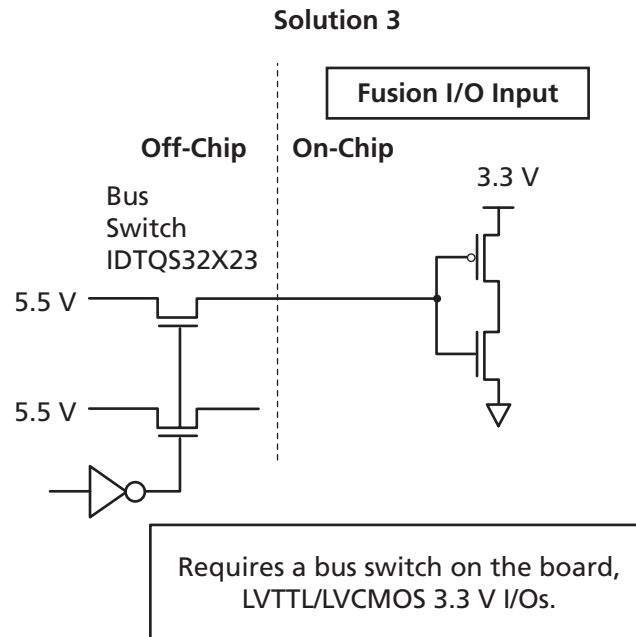 Solution 3
Fusion I/O Input
Off-Chip
On-Chip
3.3 V
Bus
Switch
IDTQS32X23
5.5 V
5.5 V
Requires a bus switch on the board,
LVTTL/LVCMOS 3.3 V I/Os.